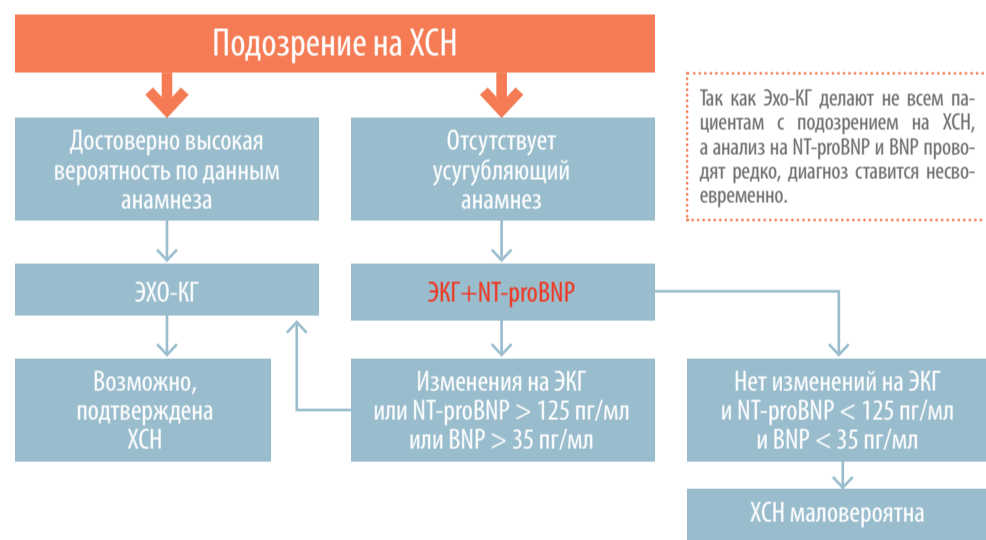 Подозрение на ХСН
Достоверно высокая
вероятность по данным
анамнеза
Отсутствует
усугубляющий
анамнез
Так как Эхо-КГ делают не всем па-
циентам с подозрением на ХСН,
а анализ на NT-proBNP и BNP прово-
дят редко, диагноз ставится несво-
евременно.
ЭХО-КГ
ЭКГ+NT-proBNP
Возможно,
подтверждена
ХСН
Изменения на ЭКГ
или NT-proBNP > 125 пг/мл
или BNP > 35 пг/мл
Нет изменений на ЭКГ
и NT-proBNP < 125 пг/мл
и BNP < 35 пг/мл
ХСН маловероятна